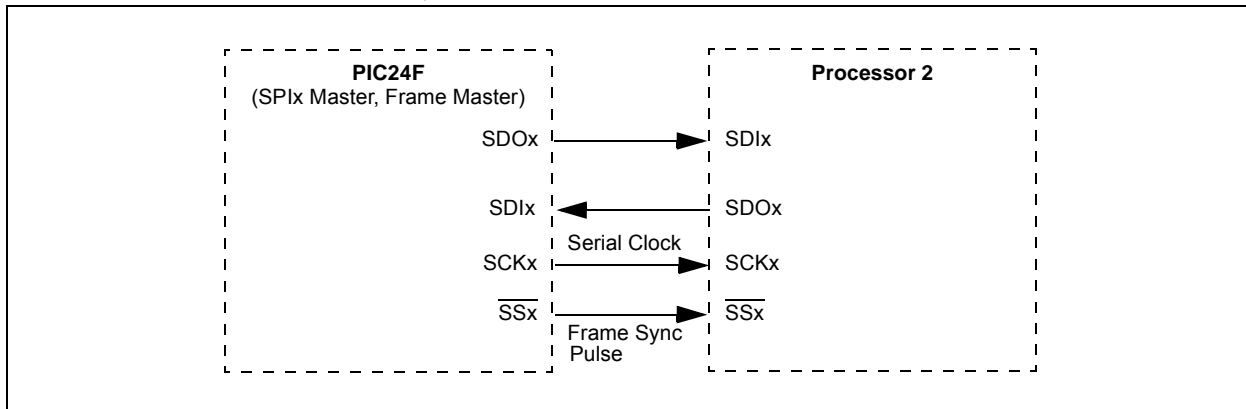 PIC24F
(SPIx Master, Frame Master)
Processor 2
SDOx
SDIx
SDIx
SDOx
Serial Clock
SCKx
SCKx
SSx
SSx
Frame Sync
Pulse